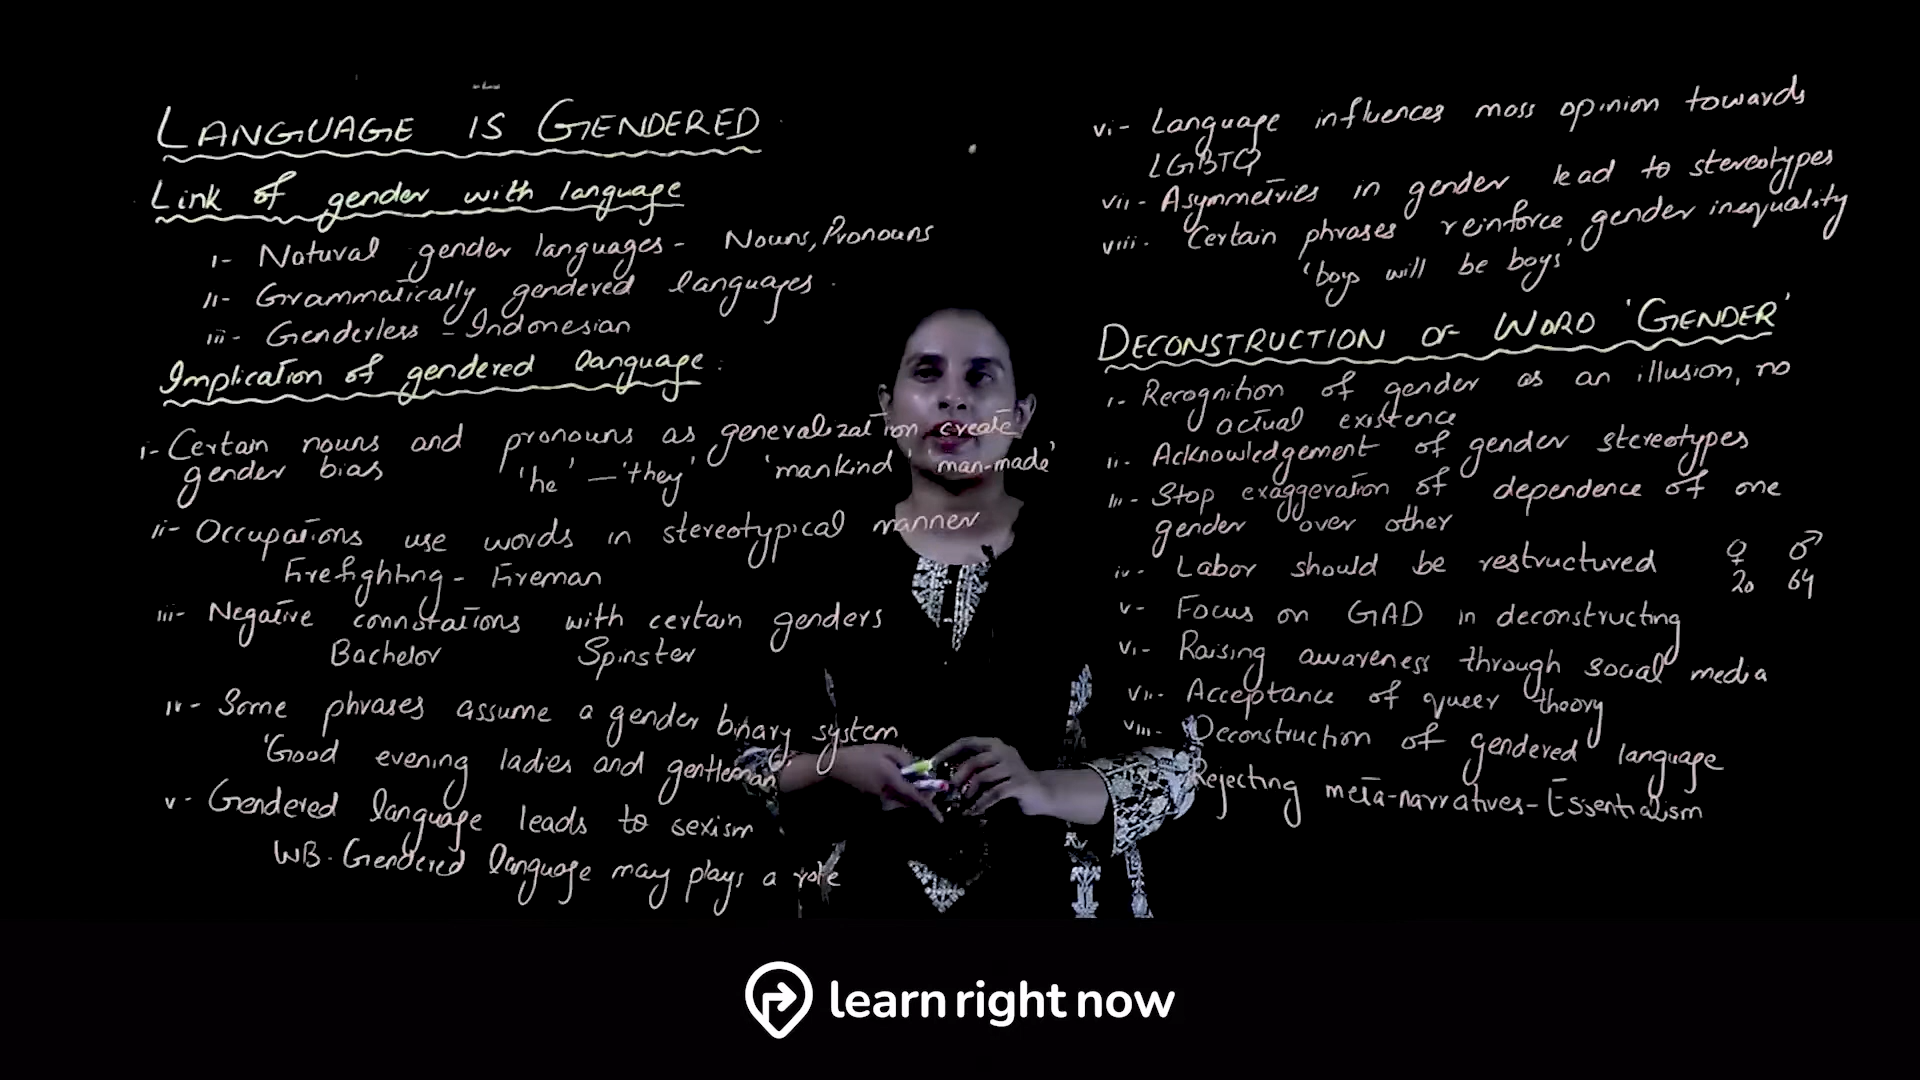 LANGUAGE IS GENDERED
Link of gender with language
i- Natural gender languages - Nouns, Pronouns
ii- Grammatically gendered languages.
iii- Genderless - Indonesian
Implication of gendered language:
i- Certain nouns and pronouns as generalization create
gender bias 'he' - 'they' 'mankind' 'man-made'
ii- Occupations use words in stereotypical manner
Firefighting - Fireman
iii- Negative connotations with certain genders
Bachelor Spinster
iv- Some phrases assume a gender binary system
'Good evening ladies and gentleman'
v- Gendered language leads to sexism
WB. Gendered language may plays a role
vi- Language influences mass opinion towards
LGBTQ
vii- Asymmetries in gender lead to stereotypes
viii- Certain phrases reinforce gender inequality
'boys will be boys'
DECONSTRUCTION OF WORD 'GENDER'
i- Recognition of gender as an illusion, no
actual existence
ii- Acknowledgement of gender stereotypes
iii- Stop exaggeration of dependence of one
gender over other
iv- Labor should be restructured ♀ ♂
20 64
v- Focus on GAD in deconstructing
vi- Raising awareness through social media
vii- Acceptance of queer theory
viii- Deconstruction of gendered language
Rejecting meta-narratives - Essentialism
learn right now